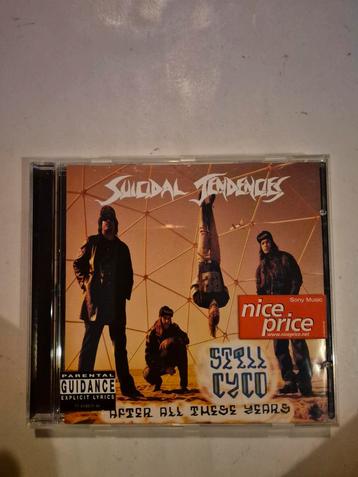 SUICIDAL TENDENCIES
Sony Music
nice
price
www.niceprice.net
STILL
CYCO
PARENTAL
GUIDANCE
EXPLICIT LYRICS
AFTER ALL THESE YEARS